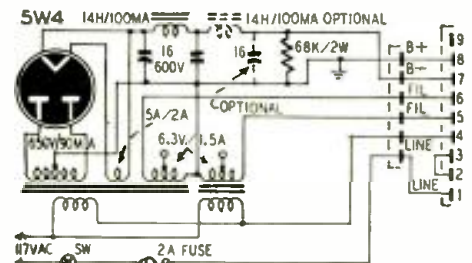 5W4
14H/100MA
14H/100MA OPTIONAL
16
600V
16
68K/2W
OPTIONAL
5A/2A
6.3V/1.5A
650V/90MA
B+
B-
FIL
FIL
LINE
LINE
9
8
7
6
5
4
3
2
1
117VAC
SW
2A FUSE